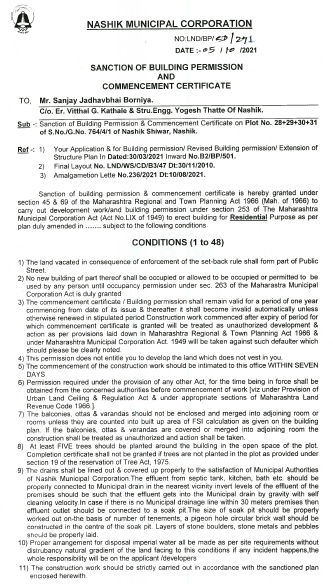 NASHIK MUNICIPAL CORPORATION
NO:LND/BP/
DATE :- 05 / 10 /2021
SANCTION OF BUILDING PERMISSION
AND
COMMENCEMENT CERTIFICATE
TO, Mr. Sanjay Jadhavbhai Borniya.
C/o. Er. Vitthal G. Kathale & Stru.Engg. Yogesh Thatte Of Nashik.
Sub -: Sanction of Building Permission & Commencement Certificate on Plot No. 28+29+30+31
of S.No./G.No. 764/4/1 of Nashik Shiwar, Nashik.
Ref -: 1) Your Application & for Building permission/ Revised Building permission/ Extension of
Structure Plan In Dated:30/03/2021 Inward No.B2/BP/501.
2) Final Layout No. LND/WS/CD/B3/47 Dt:30/11/2010.
3) Amalgametion Lette No.236/2021 Dt:10/08/2021.
Sanction of building permission & commencement certificate is hereby granted under
section 45 & 69 of the Maharashtra Regional and Town Planning Act 1966 (Mah. of 1966) to
carry out development work/and building permission under section 253 of The Maharashtra
Municipal Corporation Act (Act No.LIX of 1949) to erect building for Residential Purpose as per
plan duly amended in ........ subject to the following conditions
CONDITIONS (1 to 48)
1) The land vacated in consequence of enforcement of the set-back rule shall form part of Public
Street.
2) No new building of part thereof shall be occupied or allowed to be occupied or permitted to be
used by any person until occupancy permission under sec. 263 of the Maharastra Municipal
Corporation Act is duly granted
3) The commencement certificate / Building permission shall remain valid for a period of one year
commencing from date of its issue & thereafter it shall become invalid automatically unless
otherwise renewed in stipulated period Construction work commenced after expiry of period for
which commencement certificate is granted will be treated as unauthorized development &
action as per provisions laid down in Maharashtra Regional & Town Planning Act 1966 &
under Maharashtra Municipal Corporation Act. 1949 will be taken against such defaulter which
should please be clearly noted.
4) This permission does not entitle you to develop the land which does not vest in you.
5) The commencement of the construction work should be intimated to this office WITHIN SEVEN
DAYS
6) Permission required under the provision of any other Act, for the time being in force shall be
obtained from the concerned authorities before commencement of work [viz under Provision of
Urban Land Ceiling & Regulation Act & under appropriate sections of Maharashtra Land
Revenue Code 1966.].
7) The balconies, ottas & varandas should not be enclosed and merged into adjoining room or
rooms unless they are counted into built up area of FSI calculation as given on the building
plan. If the balconies, ottas & varandas are covered or merged into adjoining room the
construction shall be treated as unauthorized and action shall be taken.
8) At least FIVE trees should be planted around the building in the open space of the plot.
Completion certificate shall not be granted if trees are not planted in the plot as provided under
section 19 of the reservation of Tree Act, 1975.
9) The drains shall be lined out & covered up properly to the satisfaction of Municipal Authorities
of Nashik Municipal Corporation.The effluent from septic tank, kitchen, bath etc. should be
properly connected to Municipal drain in the nearest vicinity invert levels of the effluent of the
premises should be such that the effluent gets into the Municipal drain by gravity with self
cleaning velocity.In case if there is no Municipal drainage line within 30 meters premises then
effluent outlet should be connected to a soak pit.The size of soak pit should be properly
worked out-on the basis of number of tenements, a pigeon hole circular brick wall should be
constructed in the centre of the soak pit. Layers of stone boulders, stone metals and pebbles
should be properly laid.
10) Proper arrangement for disposal imperial water all be made as per site requirements without
distrubancy natural gradient of the land facing to this conditions if any incident happens,the
whole responsibility will be on the applicant /developers
11) The construction work should be strictly carried out in accordance with the sanctioned plan
enclosed herewith.